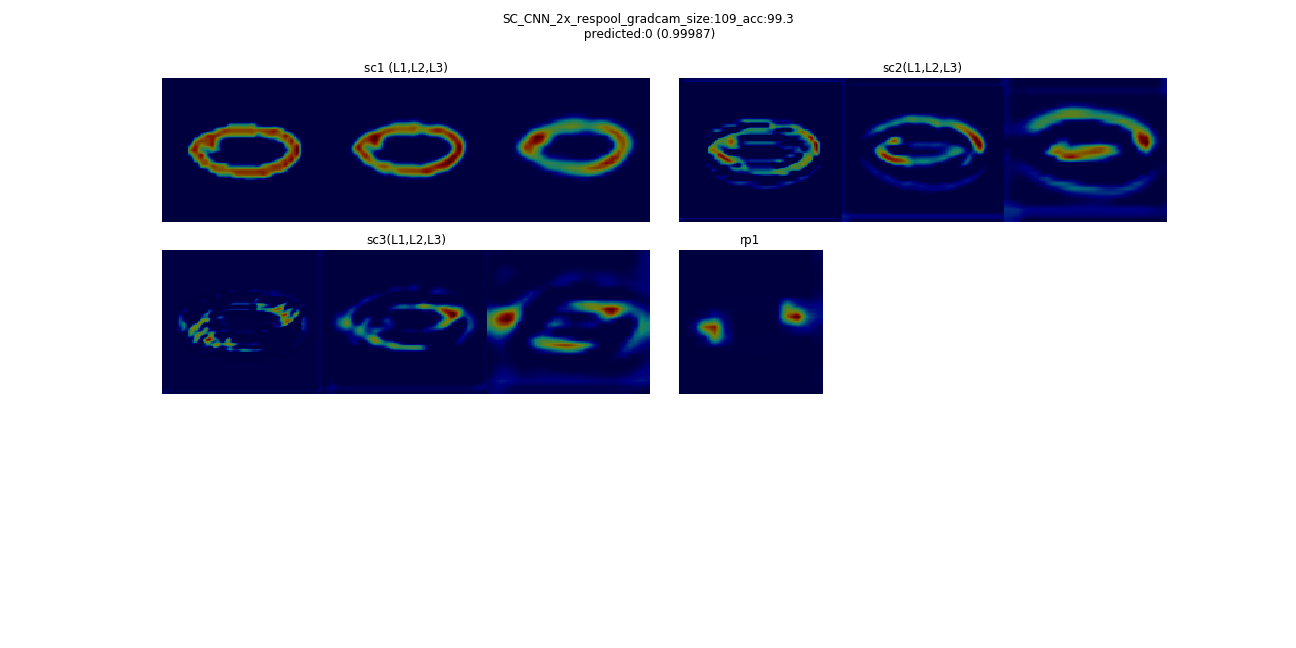 SC_CNN_2x_respool_gradcam_size:109_acc:99.3
predicted:0 (0.99987)
sc1 (L1,L2,L3)
sc2(L1,L2,L3)
sc3(L1,L2,L3)
rp1